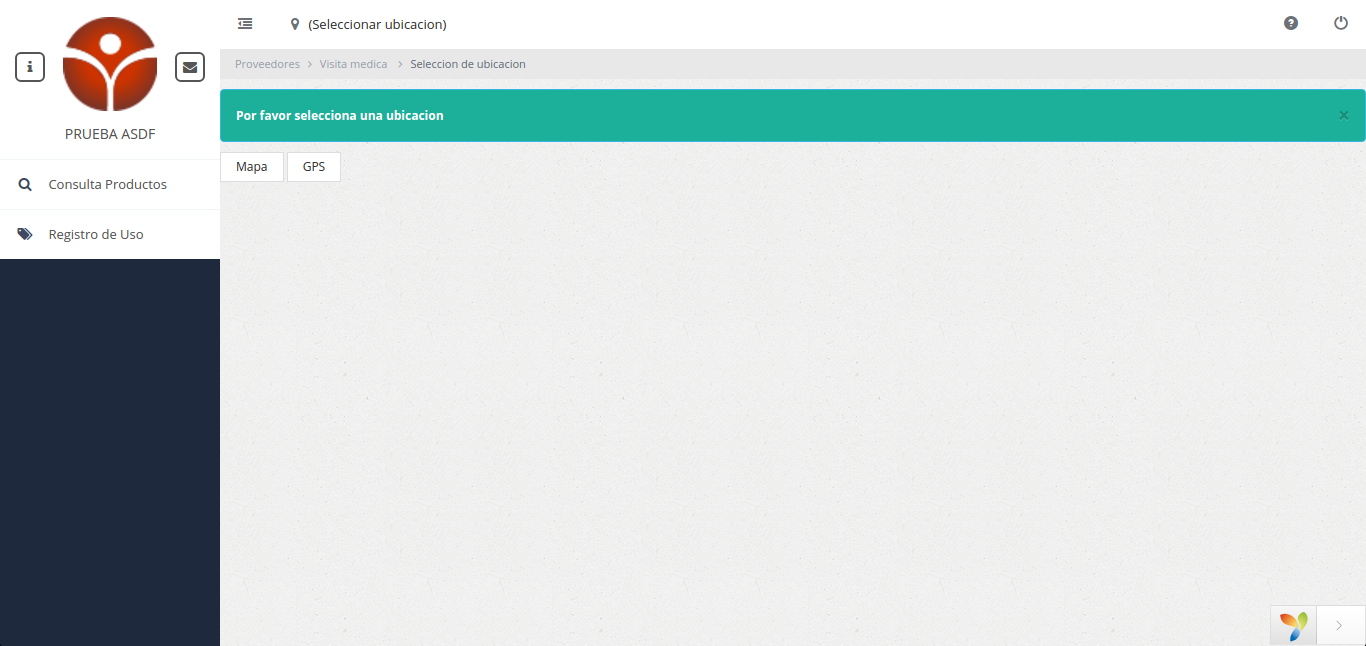 (Seleccionar ubicacion)
Proveedores > Visita medica > Seleccion de ubicacion
Por favor selecciona una ubicacion ×
Mapa GPS
PRUEBA ASDF
Consulta Productos
Registro de Uso